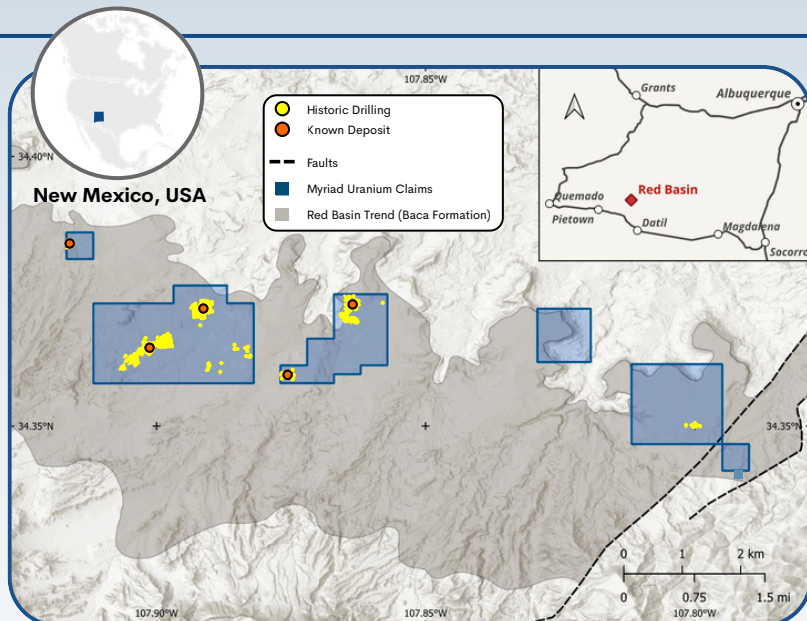 New Mexico, USA
107.85°W
34.40°N
Historic Drilling
Known Deposit
Faults
Myriad Uranium Claims
Red Basin Trend (Baca Formation)
Grants
Albuquerque
Red Basin
Quemado
Pietown
Datil
Magdalena
Socorro
34.35°N
34.35°N
0 1 2 km
0 0.75 1.5 mi
107.90°W
107.85°W
107.80°W